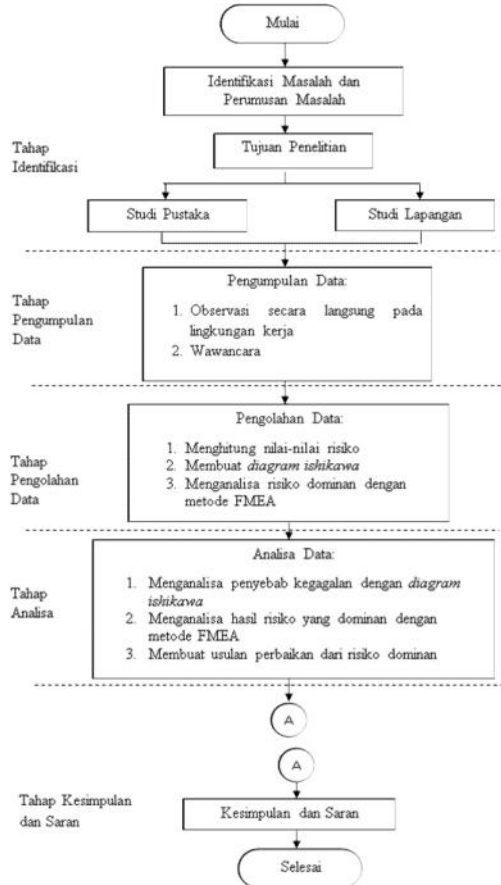 Mulai
Identifikasi Masalah dan
Perumusan Masalah
Tahap
Identifikasi
Tujuan Penelitian
Studi Pustaka
Studi Lapangan
Tahap
Pengumpulan
Data
Pengumpulan Data:
1. Observasi secara langsung pada
lingkungan kerja
2. Wawancara
Tahap
Pengolahan
Data
Pengolahan Data:
1. Menghitung nilai-nilai risiko
2. Membuat diagram ishikawa
3. Menganalisa risiko dominan dengan
metode FMEA
Tahap
Analisa
Analisa Data:
1. Menganalisa penyebab kegagalan dengan diagram
ishikawa
2. Menganalisa hasil risiko yang dominan dengan
metode FMEA
3. Membuat usulan perbaikan dari risiko dominan
A
A
Tahap Kesimpulan
dan Saran
Kesimpulan dan Saran
Selesai